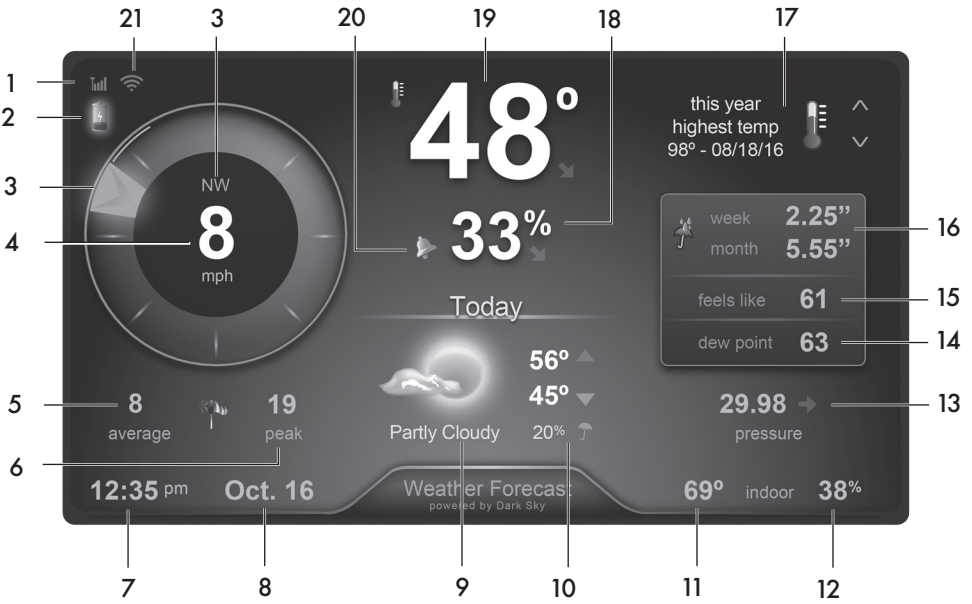 21 3 20 19 18 17
1
2
3
4
5
6
7 8 9 10 11 12
13
14
15
16
NW
8
mph
48º
33%
this year
highest temp
98º - 08/18/16
week 2.25”
month 5.55”
feels like 61
dew point 63
Today
56º
45º
Partly Cloudy 20%
8 19
average peak
29.98
pressure
12:35 pm Oct. 16
Weather Forecast
powered by Dark Sky
69º indoor 38%